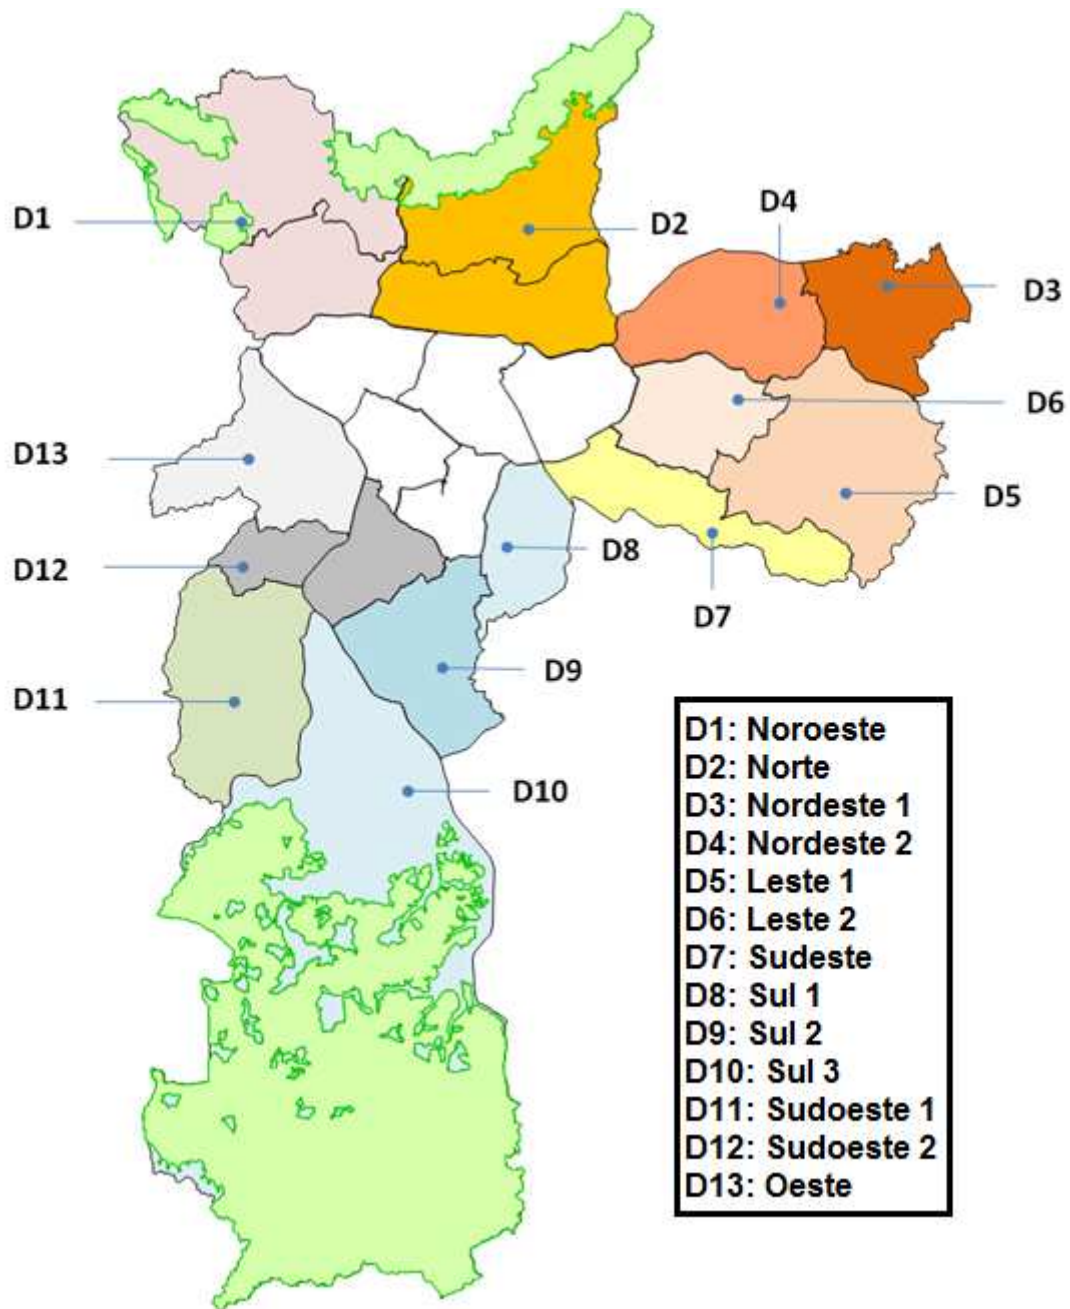 D1
D2
D4
D3
D6
D13
D5
D8
D12
D7
D9
D11
D10
D1: Noroeste
D2: Norte
D3: Nordeste 1
D4: Nordeste 2
D5: Leste 1
D6: Leste 2
D7: Sudeste
D8: Sul 1
D9: Sul 2
D10: Sul 3
D11: Sudoeste 1
D12: Sudoeste 2
D13: Oeste